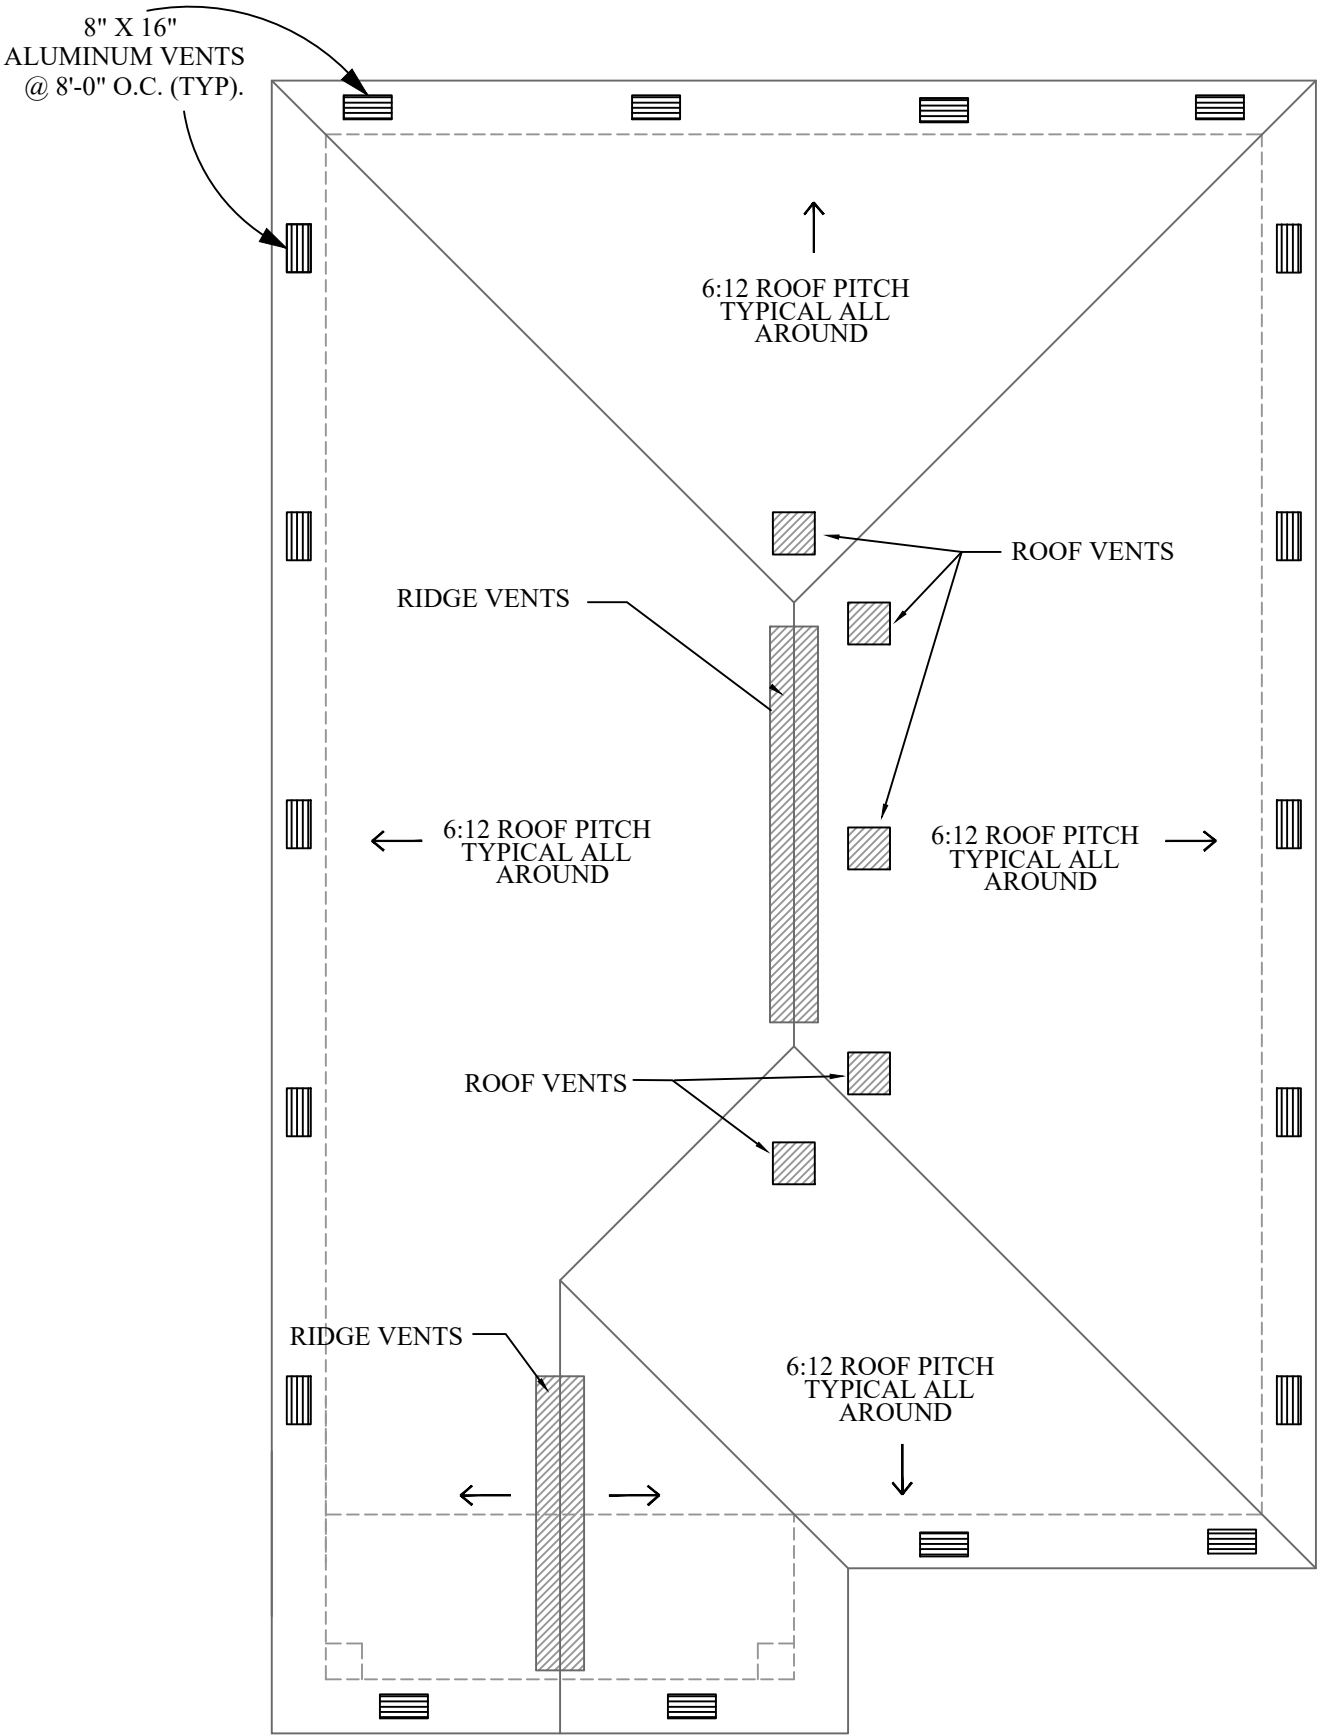 8" X 16"
ALUMINUM VENTS
@ 8'-0" O.C. (TYP).
6:12 ROOF PITCH
TYPICAL ALL
AROUND
ROOF VENTS
RIDGE VENTS
6:12 ROOF PITCH
TYPICAL ALL
AROUND
6:12 ROOF PITCH
TYPICAL ALL
AROUND
ROOF VENTS
RIDGE VENTS
6:12 ROOF PITCH
TYPICAL ALL
AROUND